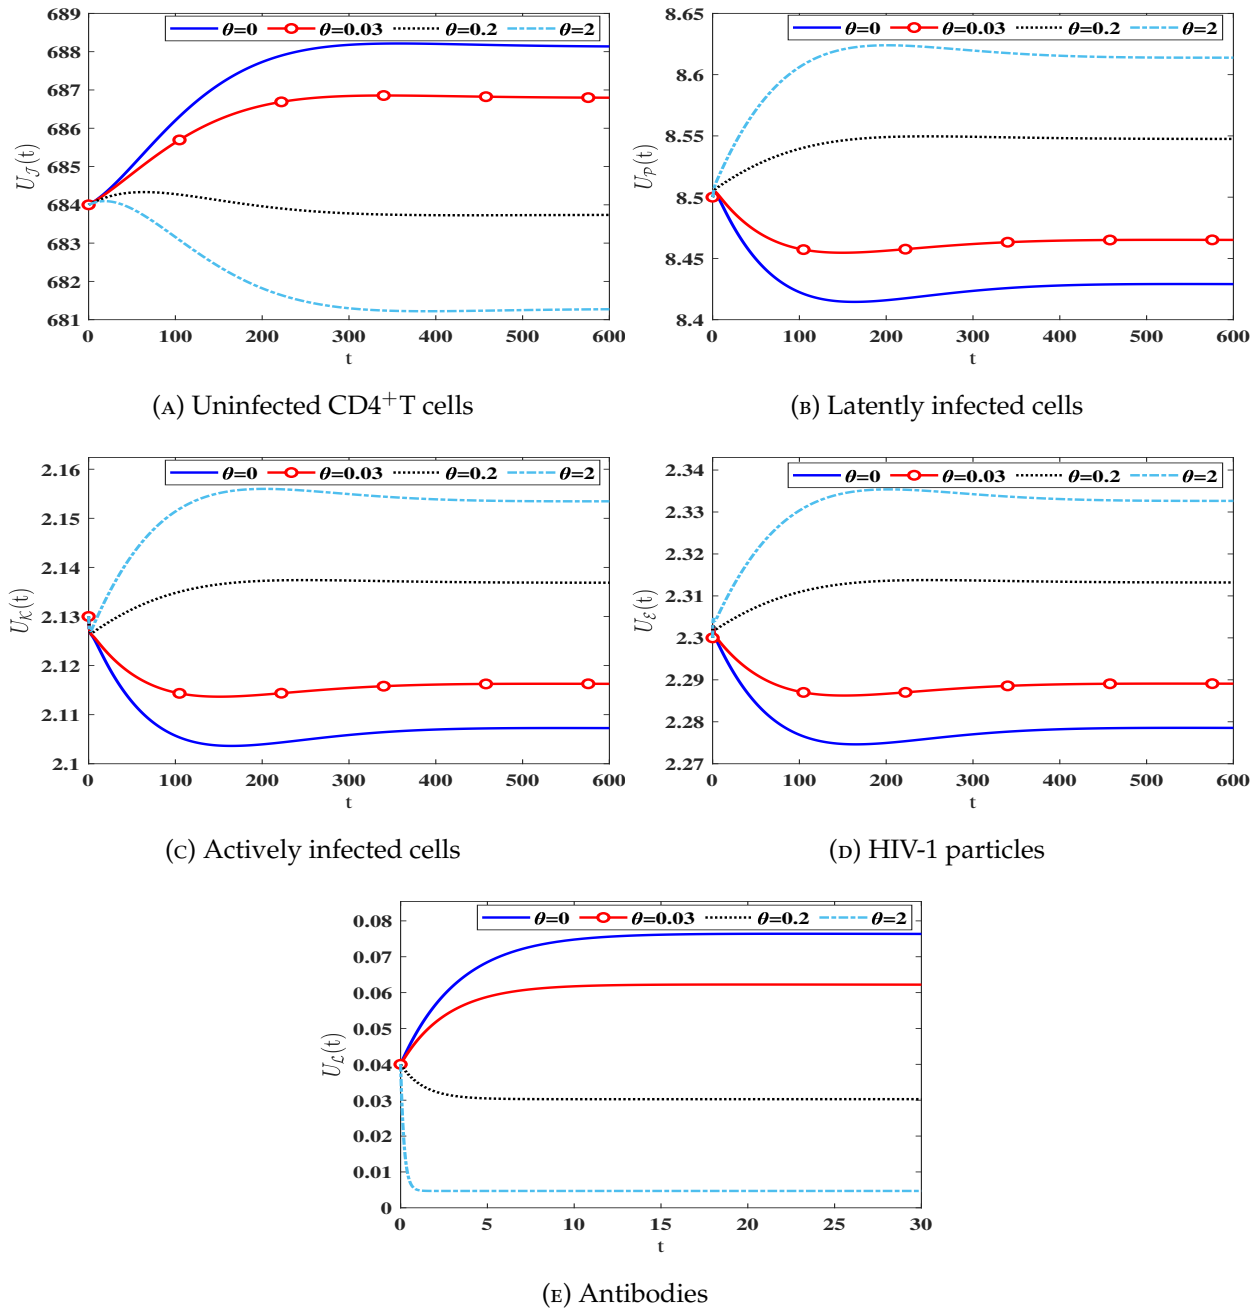 θ=0 θ=0.03 θ=0.2 θ=2
689
688
687
686
685
684
683
682
681
U_𝒥(t)
0 100 200 300 400 500 600
t
(A) Uninfected CD4⁺T cells
θ=0 θ=0.03 θ=0.2 θ=2
8.65
8.6
8.55
8.5
8.45
8.4
U_𝒫(t)
0 100 200 300 400 500 600
t
(B) Latently infected cells
θ=0 θ=0.03 θ=0.2 θ=2
2.16
2.15
2.14
2.13
2.12
2.11
2.1
U_𝒦(t)
0 100 200 300 400 500 600
t
(C) Actively infected cells
θ=0 θ=0.03 θ=0.2 θ=2
2.34
2.33
2.32
2.31
2.3
2.29
2.28
2.27
U_ℰ(t)
0 100 200 300 400 500 600
t
(D) HIV-1 particles
θ=0 θ=0.03 θ=0.2 θ=2
0.08
0.07
0.06
0.05
0.04
0.03
0.02
0.01
0
U_ℒ(t)
0 5 10 15 20 25 30
t
(E) Antibodies